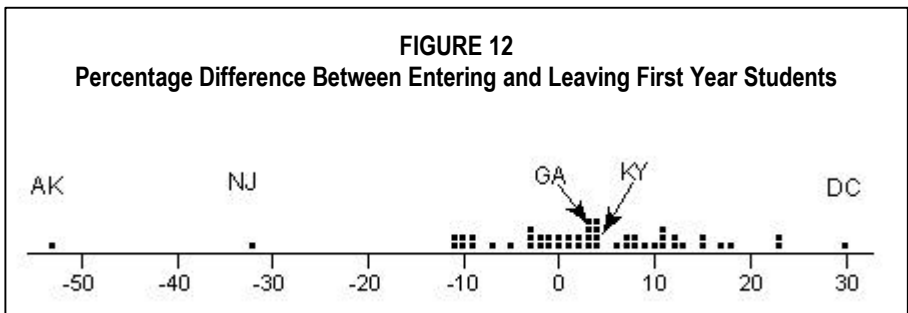 FIGURE 12
Percentage Difference Between Entering and Leaving First Year Students
AK NJ GA KY DC
-50 -40 -30 -20 -10 0 10 20 30